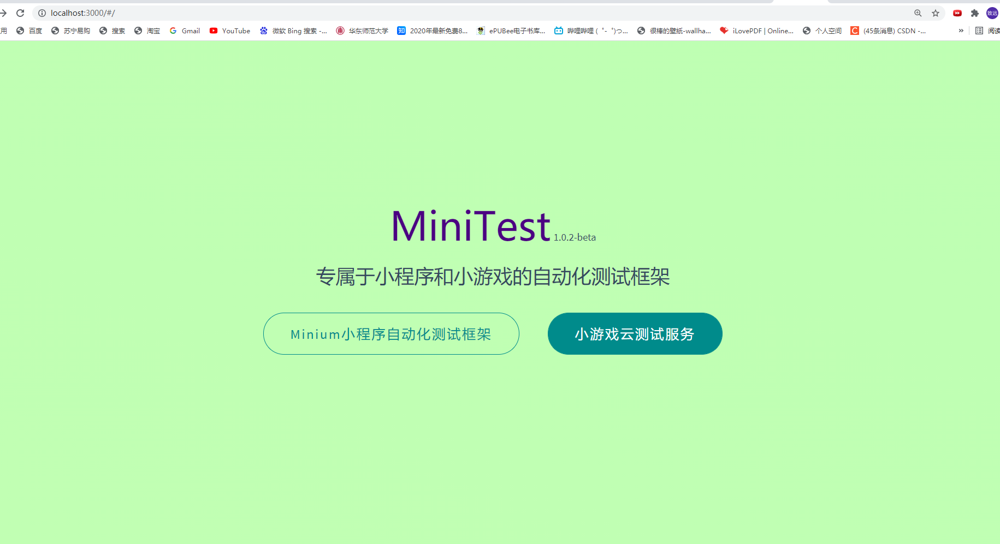 localhost:3000/#/
致远
用 百度 苏宁易购 搜索 淘宝 Gmail YouTube 微软 Bing 搜索 -... 华东师范大学 知 2020年最新免费8... ePUBee电子书库... 哔哩哔哩 ( ゜- ゜)つ... 很棒的壁紙-wallha... iLovePDF | Online... 个人空间 C (45条消息) CSDN -... » 阅读
MiniTest 1.0.2-beta
专属于小程序和小游戏的自动化测试框架
Minium小程序自动化测试框架 小游戏云测试服务